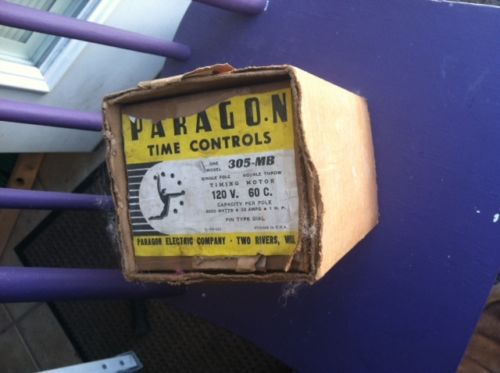 PARAGON
TIME CONTROLS
ONE
MODEL 305-MB
SINGLE POLE DOUBLE THROW
TIMING MOTOR
120 V. 60 C.
CAPACITY PER POLE
PIN TYPE DIAL
PARAGON ELECTRIC COMPANY · TWO RIVERS, WIS.